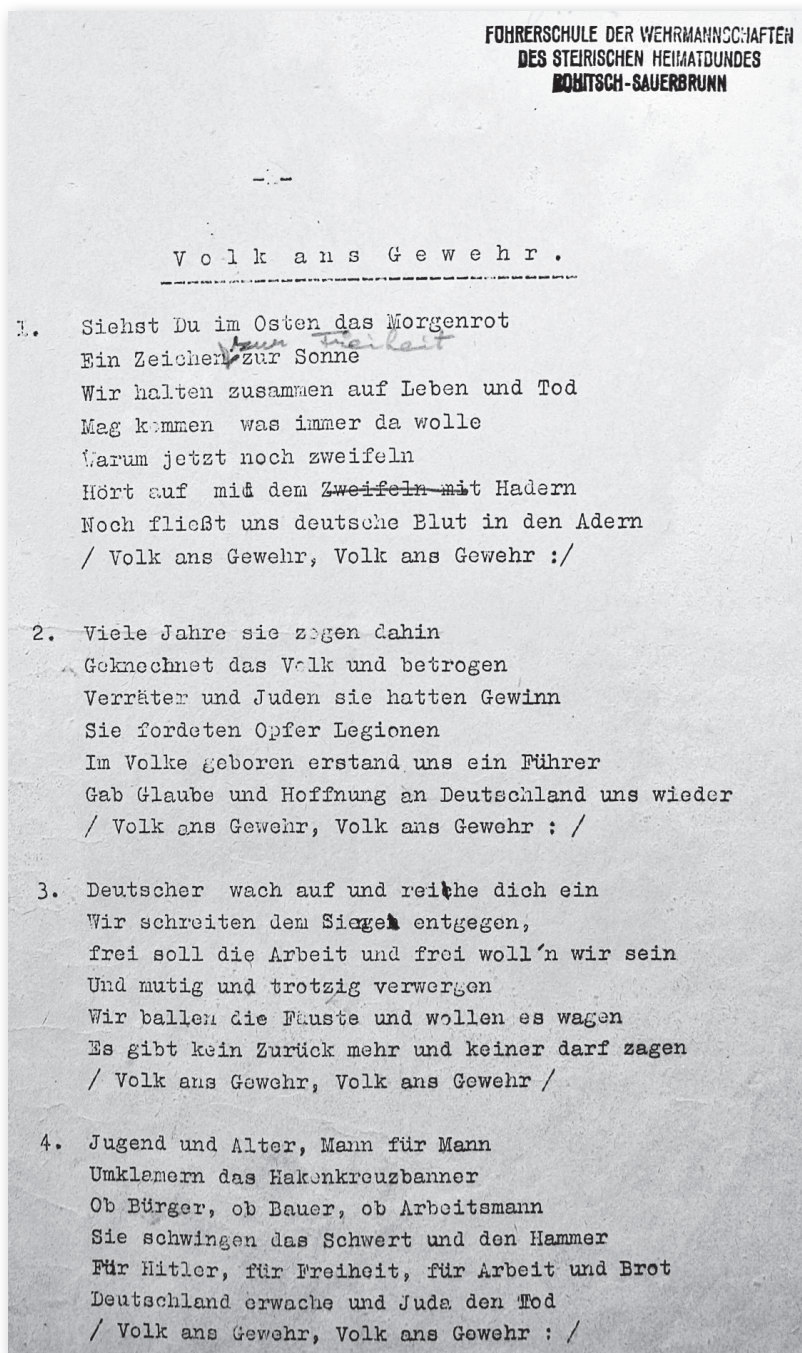 FÜHRERSCHULE DER WEHRMANNSCHAFTEN
DES STEIRISCHEN HEIMATBUNDES
ROHITSCH-SAUERBRUNN
Volk ans Gewehr.
1. Siehst Du im Osten das Morgenrot
zur Freiheit
Ein Zeichen zur Sonne
Wir halten zusammen auf Leben und Tod
Mag kommen was immer da wolle
Warum jetzt noch zweifeln
Hört auf mit dem Zweifeln mit Hadern
Noch fließt uns deutsche Blut in den Adern
/ Volk ans Gewehr, Volk ans Gewehr :/
2. Viele Jahre sie zogen dahin
Geknechnet das Volk und betrogen
Verräter und Juden sie hatten Gewinn
Sie fordeten Opfer Legionen
Im Volke geboren erstand uns ein Führer
Gab Glaube und Hoffnung an Deutschland uns wieder
/ Volk ans Gewehr, Volk ans Gewehr : /
3. Deutscher wach auf und reihe dich ein
Wir schreiten dem Siege entgegen,
frei soll die Arbeit und frei woll'n wir sein
Und mutig und trotzig verwergen
Wir ballen die Fäuste und wollen es wagen
Es gibt kein Zurück mehr und keiner darf zagen
/ Volk ans Gewehr, Volk ans Gewehr /
4. Jugend und Alter, Mann für Mann
Umklamern das Hakenkreuzbanner
Ob Bürger, ob Bauer, ob Arbeitsmann
Sie schwingen das Schwert und den Hammer
Für Hitler, für Freiheit, für Arbeit und Brot
Deutschland erwache und Juda den Tod
/ Volk ans Gewehr, Volk ans Gewehr : /